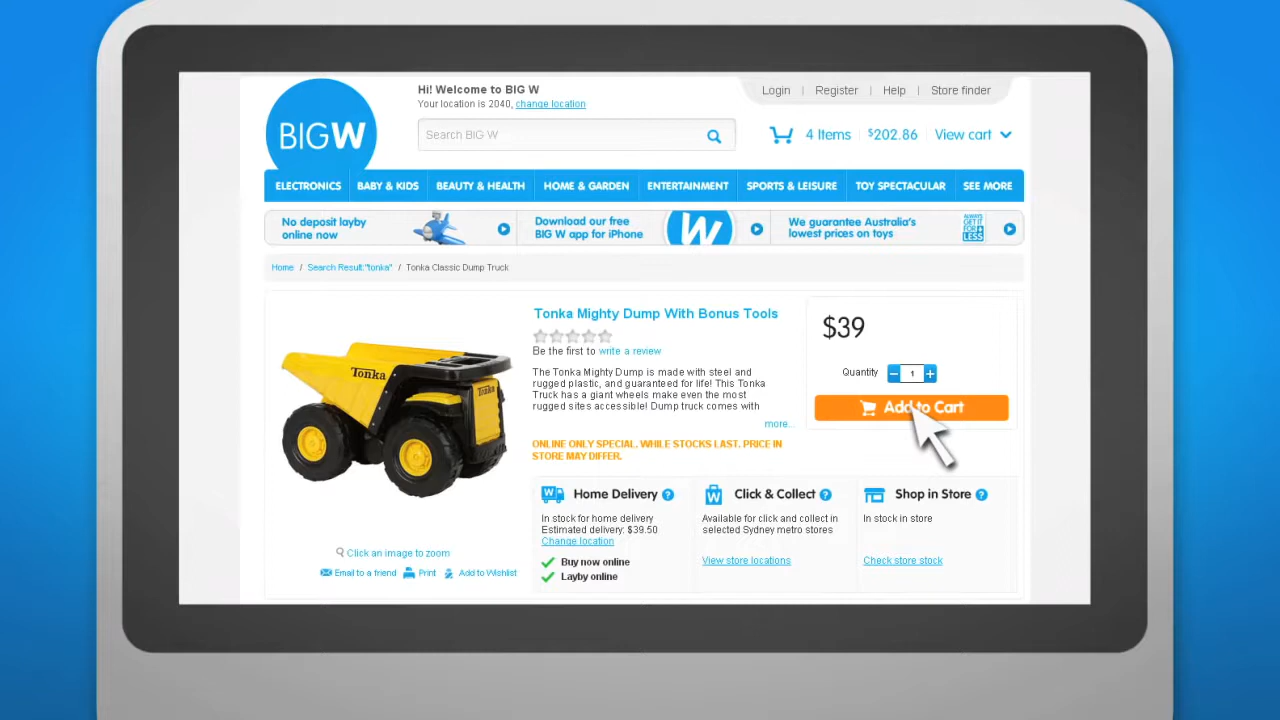 Hi! Welcome to BIG W
Your location is 2040, change location
Login | Register | Help | Store finder
BIGW
Search BIG W
4 Items $202.86 View cart
ELECTRONICS BABY & KIDS BEAUTY & HEALTH HOME & GARDEN ENTERTAINMENT SPORTS & LEISURE TOY SPECTACULAR SEE MORE
No deposit layby
online now
Download our free
BIG W app for iPhone
W
We guarantee Australia's
lowest prices on toys
ALWAYS
GET IT
FOR
LESS
Home / Search Result:"tonka" / Tonka Classic Dump Truck
Tonka
Tonka
Tonka Mighty Dump With Bonus Tools
Be the first to write a review
The Tonka Mighty Dump is made with steel and
rugged plastic, and guaranteed for life! This Tonka
Truck has a giant wheels make even the most
rugged sites accessible! Dump truck comes with
more...
ONLINE ONLY SPECIAL. WHILE STOCKS LAST. PRICE IN
STORE MAY DIFFER.
$39
Quantity - 1 +
Add to Cart
W Home Delivery ?
In stock for home delivery
Estimated delivery: $39.50
Change location
Buy now online
Layby online
W Click & Collect ?
Available for click and collect in
selected Sydney metro stores
View store locations
Shop in Store ?
In stock in store
Check store stock
Click an image to zoom
Email to a friend Print Add to Wishlist